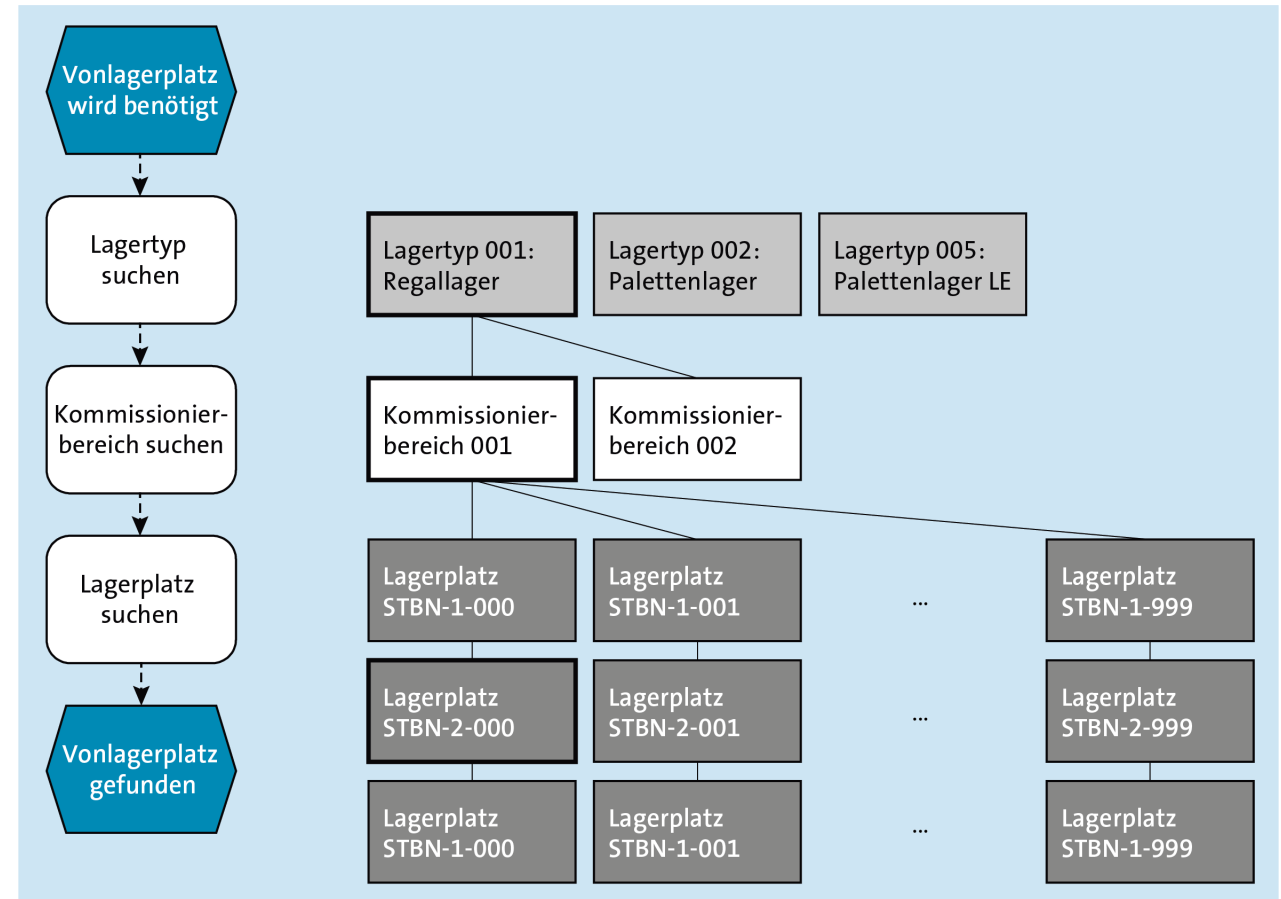 Vonlagerplatz
wird benötigt
Lagertyp
suchen
Kommissionier-
bereich suchen
Lagerplatz
suchen
Vonlagerplatz
gefunden
Lagertyp 001:
Regallager
Lagertyp 002:
Palettenlager
Lagertyp 005:
Palettenlager LE
Kommissionier-
bereich 001
Kommissionier-
bereich 002
Lagerplatz
STBN-1-000
Lagerplatz
STBN-1-001
...
Lagerplatz
STBN-1-999
Lagerplatz
STBN-2-000
Lagerplatz
STBN-2-001
...
Lagerplatz
STBN-2-999
Lagerplatz
STBN-1-000
Lagerplatz
STBN-1-001
...
Lagerplatz
STBN-1-999